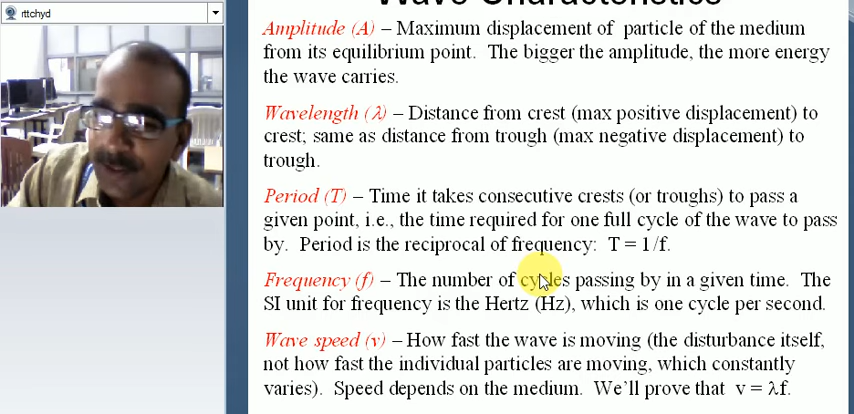 rttchyd
Wave Characteristics
Amplitude (A) – Maximum displacement of particle of the medium
from its equilibrium point. The bigger the amplitude, the more energy
the wave carries.
Wavelength (λ) – Distance from crest (max positive displacement) to
crest; same as distance from trough (max negative displacement) to
trough.
Period (T) – Time it takes consecutive crests (or troughs) to pass a
given point, i.e., the time required for one full cycle of the wave to pass
by. Period is the reciprocal of frequency: T = 1/f.
Frequency (f) – The number of cycles passing by in a given time. The
SI unit for frequency is the Hertz (Hz), which is one cycle per second.
Wave speed (v) – How fast the wave is moving (the disturbance itself,
not how fast the individual particles are moving, which constantly
varies). Speed depends on the medium. We'll prove that v = λf.